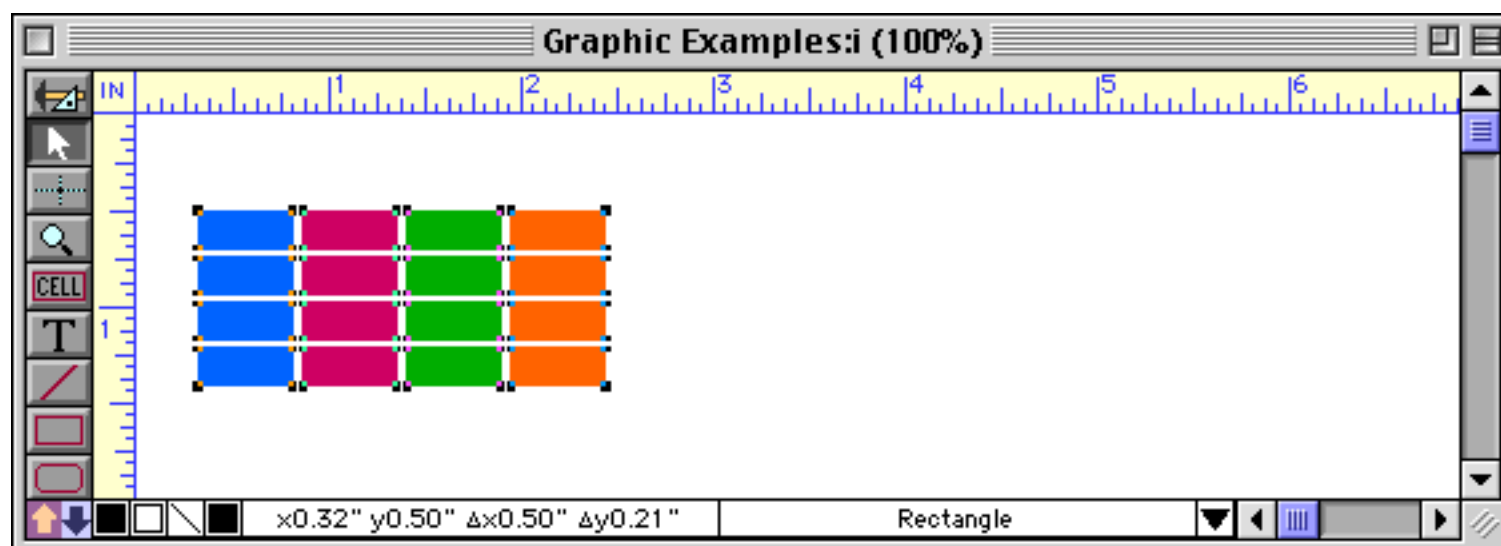 Graphic Examples:i (100%)
IN 1 2 3 4 5 6
CELL
T
1
x0.32" y0.50" Δx0.50" Δy0.21" Rectangle